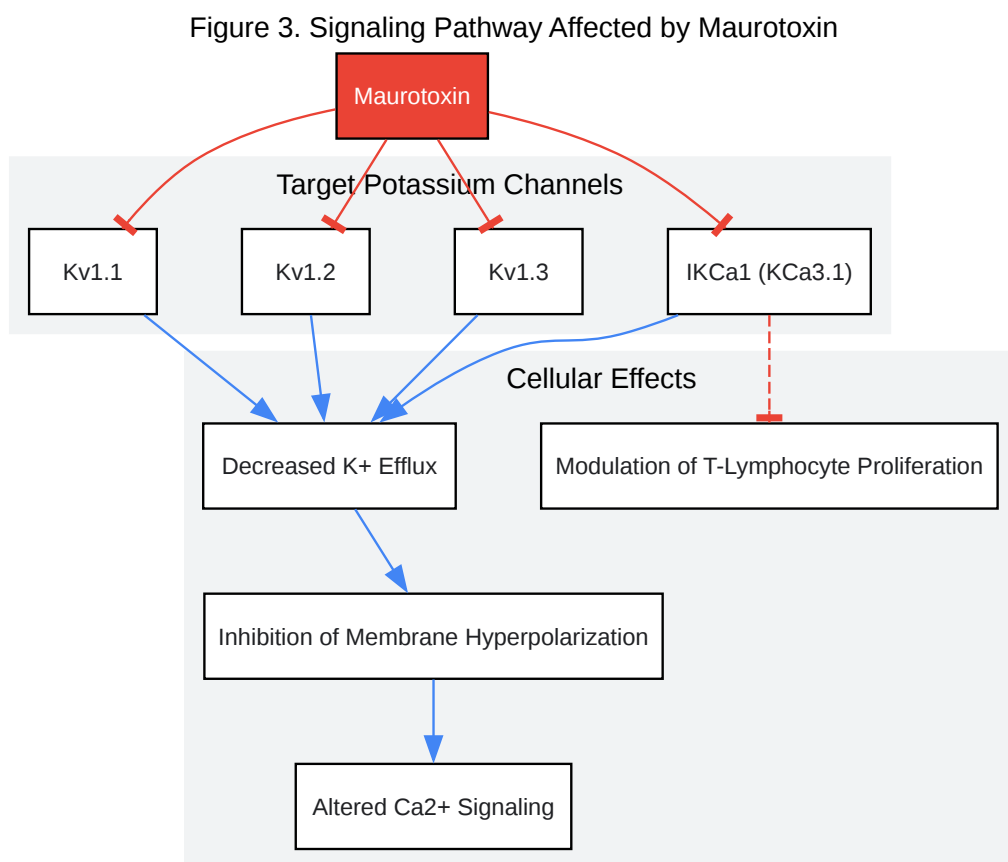 Figure 3. Signaling Pathway Affected by Maurotoxin
Maurotoxin
Target Potassium Channels
Kv1.1
Kv1.2
Kv1.3
IKCa1 (KCa3.1)
Cellular Effects
Decreased K+ Efflux
Modulation of T-Lymphocyte Proliferation
Inhibition of Membrane Hyperpolarization
Altered Ca2+ Signaling